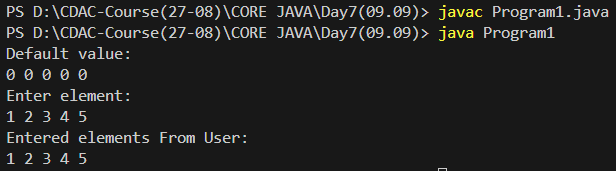 PS D:\CDAC-Course(27-08)\CORE JAVA\Day7(09.09)> javac Program1.java
PS D:\CDAC-Course(27-08)\CORE JAVA\Day7(09.09)> java Program1
Default value:
0 0 0 0 0
Enter element:
1 2 3 4 5
Entered elements From User:
1 2 3 4 5